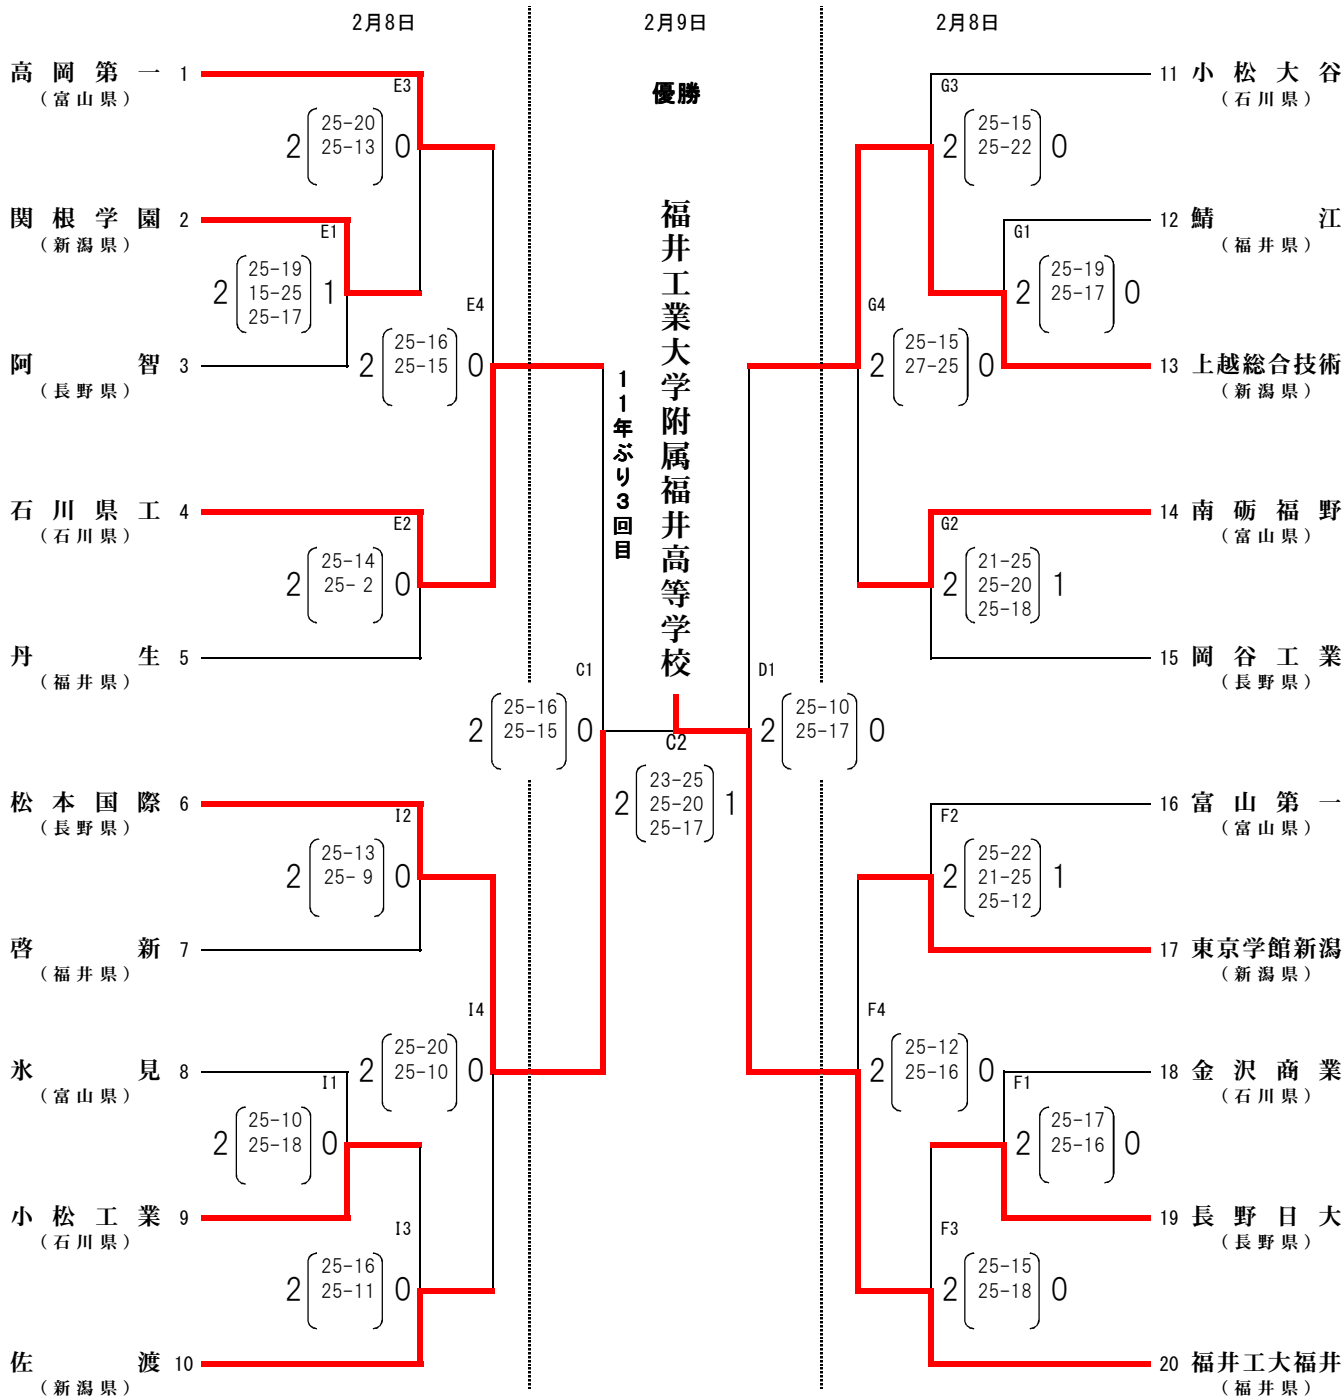 2月8日
2月9日
2月8日
優勝
福井工業大学附属福井高等学校
11年ぶり3回目
高岡第一 1
(富山県)
E3
2 25-20 0
25-13
関根学園 2
(新潟県)
E1
2 25-19 1
15-25
25-17
阿智 3
(長野県)
E4
2 25-16 0
25-15
石川県工 4
(石川県)
E2
2 25-14 0
25- 2
丹生 5
(福井県)
C1
2 25-16 0
25-15
松本国際 6
(長野県)
I2
2 25-13 0
25- 9
啓新 7
(福井県)
I4
2 25-20 0
25-10
氷見 8
(富山県)
I1
2 25-10 0
25-18
小松工業 9
(石川県)
I3
2 25-16 0
25-11
佐渡 10
(新潟県)
C2
2 23-25 1
25-20
25-17
11 小松大谷
(石川県)
G3
2 25-15 0
25-22
12 鯖江
(福井県)
G1
2 25-19 0
25-17
13 上越総合技術
(新潟県)
G4
2 25-15 0
27-25
14 南砺福野
(富山県)
G2
2 21-25 1
25-20
25-18
15 岡谷工業
(長野県)
D1
2 25-10 0
25-17
16 富山第一
(富山県)
F2
2 25-22 1
21-25
25-12
17 東京学館新潟
(新潟県)
F4
2 25-12 0
25-16
18 金沢商業
(石川県)
F1
2 25-17 0
25-16
19 長野日大
(長野県)
F3
2 25-15 0
25-18
20 福井工大福井
(福井県)